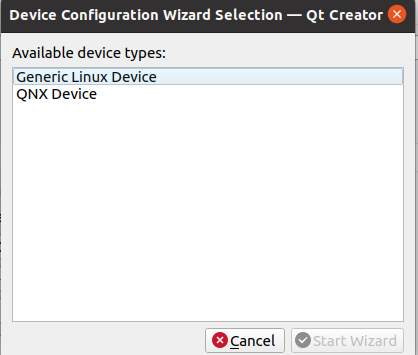 Device Configuration Wizard Selection — Qt Creator
Available device types:
Generic Linux Device
QNX Device
Cancel
Start Wizard